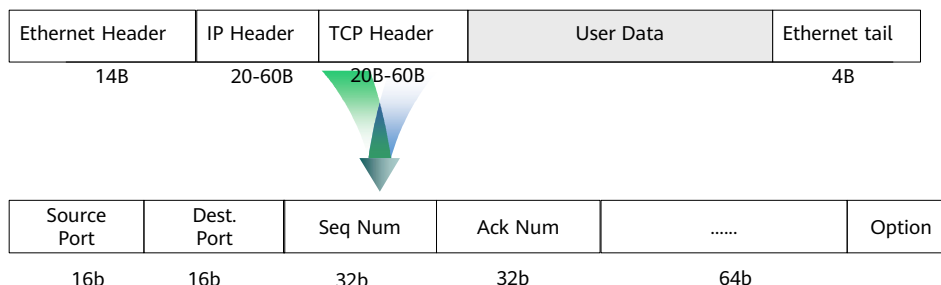 Ethernet Header IP Header TCP Header User Data Ethernet tail
14B 20-60B 20B-60B 4B
Source Port Dest. Port Seq Num Ack Num ...... Option
16b 16b 32b 32b 64b